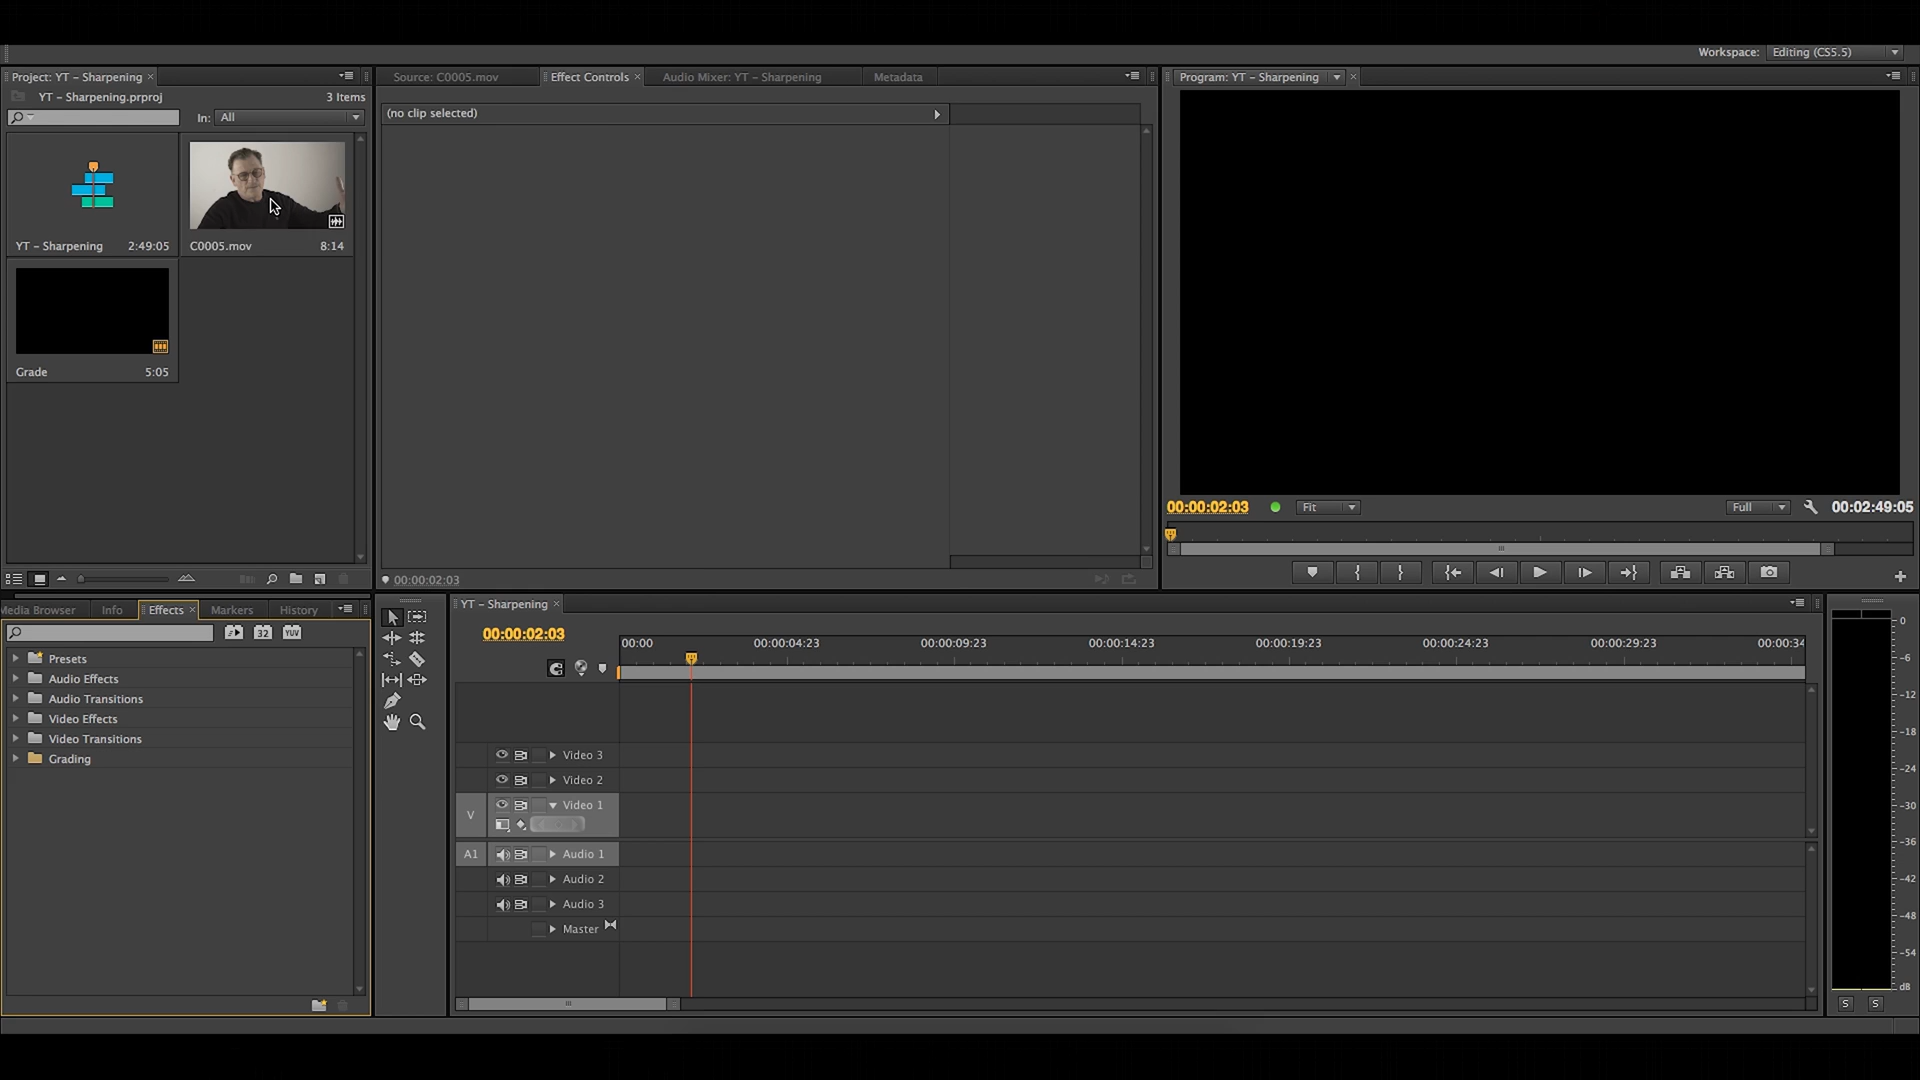 Workspace: Editing (CS5.5)
Project: YT - Sharpening
Source: C0005.mov
Effect Controls
Audio Mixer: YT - Sharpening
Metadata
Program: YT - Sharpening
YT - Sharpening.prproj
3 Items
In: All
(no clip selected)
YT - Sharpening 2:49:05
C0005.mov 8:14
Grade 5:05
00:00:02:03
Fit
Full
00:02:49:05
00:00:02:03
Media Browser
Info
Effects
Markers
History
YT - Sharpening
32
YUV
00:00:02:03
00:00
00:00:04:23
00:00:09:23
00:00:14:23
00:00:19:23
00:00:24:23
00:00:29:23
00:00:34
Presets
Audio Effects
Audio Transitions
Video Effects
Video Transitions
Grading
Video 3
Video 2
V Video 1
A1 Audio 1
Audio 2
Audio 3
Master
0
-6
-12
-18
-24
-30
-36
-42
-48
-54
dB
S S